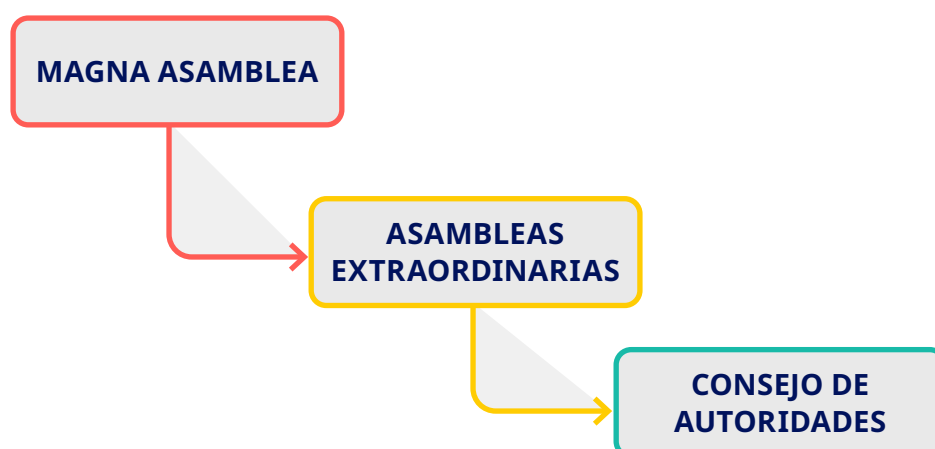 MAGNA ASAMBLEA
ASAMBLEAS
EXTRAORDINARIAS
CONSEJO DE
AUTORIDADES